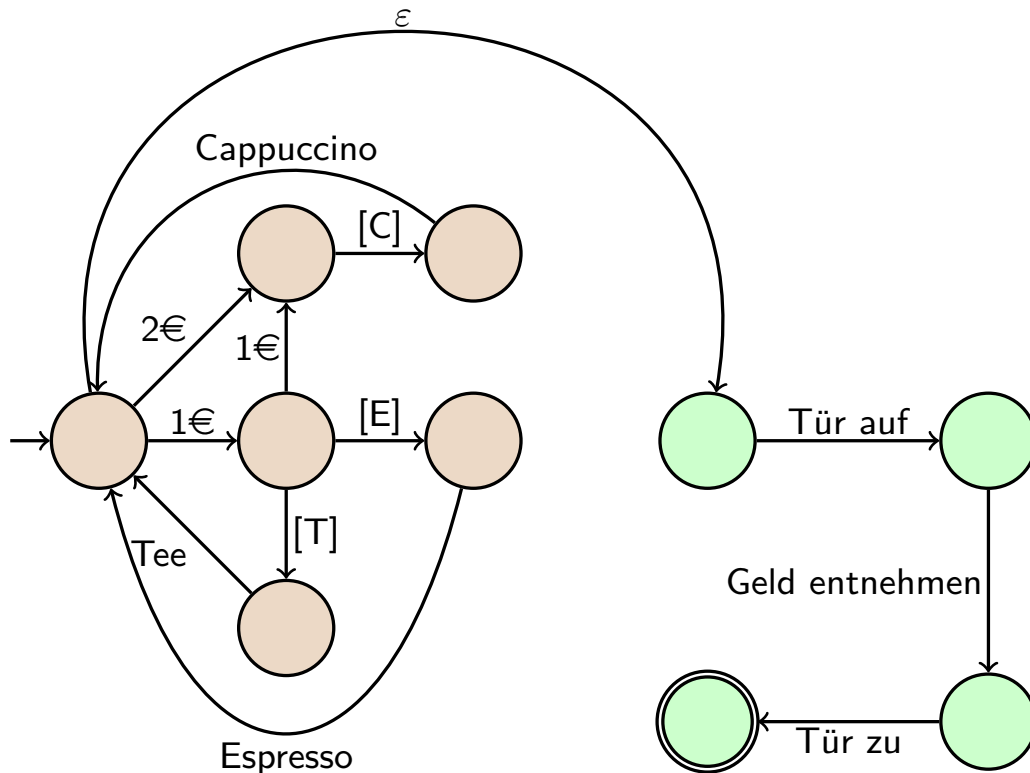 ε
Cappuccino
[C]
2€
1€
1€
[E]
Tür auf
[T]
Tee
Geld entnehmen
Tür zu
Espresso